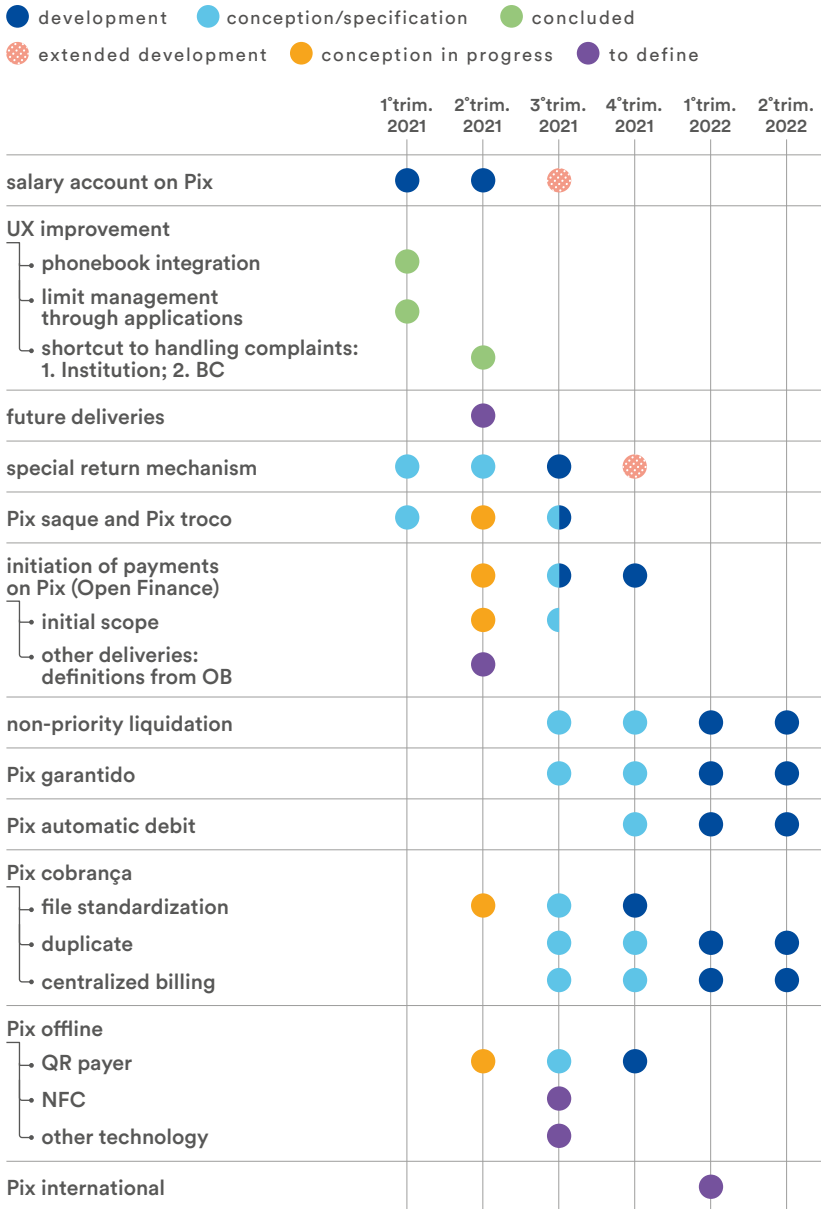 development conception/specification concluded
extended development conception in progress to define
1°trim. 2°trim. 3°trim. 4°trim. 1°trim. 2°trim.
2021 2021 2021 2021 2022 2022
salary account on Pix
UX improvement
phonebook integration
limit management
through applications
shortcut to handling complaints:
1. Institution; 2. BC
future deliveries
special return mechanism
Pix saque and Pix troco
initiation of payments
on Pix (Open Finance)
initial scope
other deliveries:
definitions from OB
non-priority liquidation
Pix garantido
Pix automatic debit
Pix cobrança
file standardization
duplicate
centralized billing
Pix offline
QR payer
NFC
other technology
Pix international